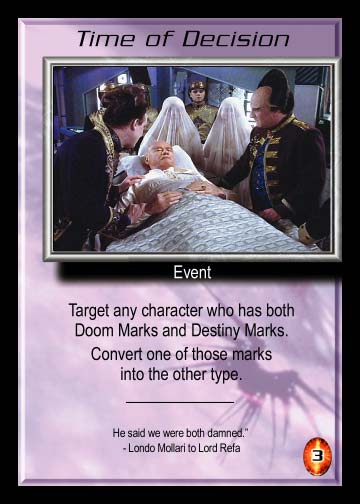 Time of Decision
Event
Target any character who has both
Doom Marks and Destiny Marks.
Convert one of those marks
into the other type.
He said we were both damned.”
- Londo Mollari to Lord Refa
3